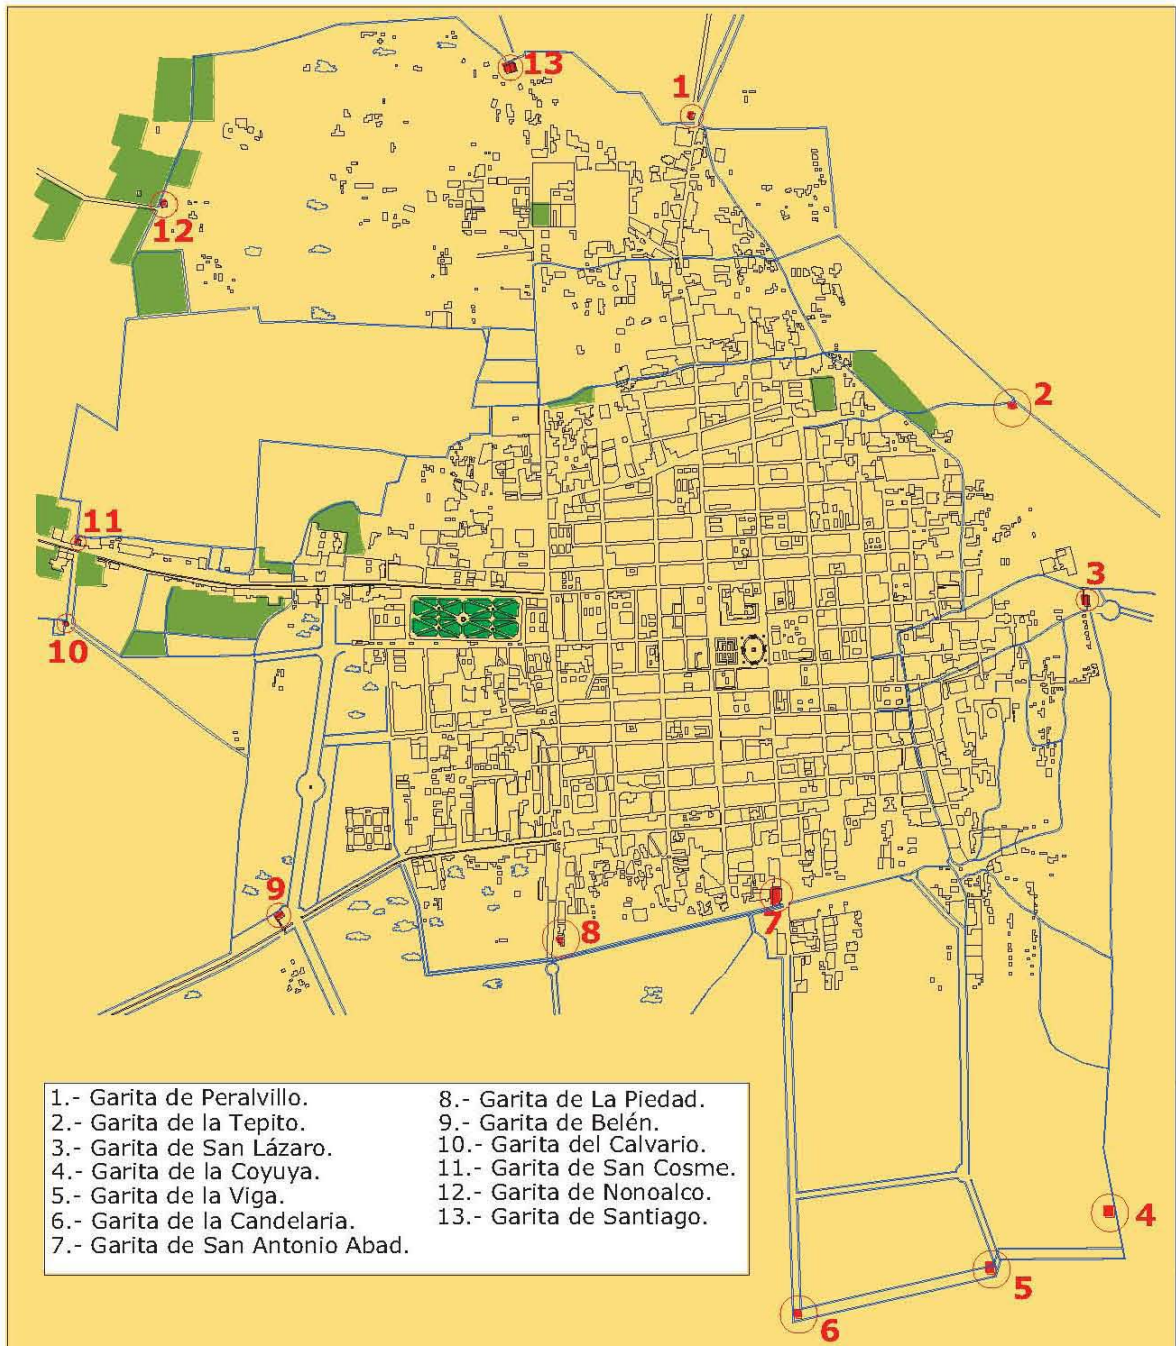 13
1
12
2
11
3
10
9
8
7
4
5
6
1.- Garita de Peralvillo.
2.- Garita de la Tepito.
3.- Garita de San Lázaro.
4.- Garita de la Coyuya.
5.- Garita de la Viga.
6.- Garita de la Candelaria.
7.- Garita de San Antonio Abad.
8.- Garita de La Piedad.
9.- Garita de Belén.
10.- Garita del Calvario.
11.- Garita de San Cosme.
12.- Garita de Nonoalco.
13.- Garita de Santiago.